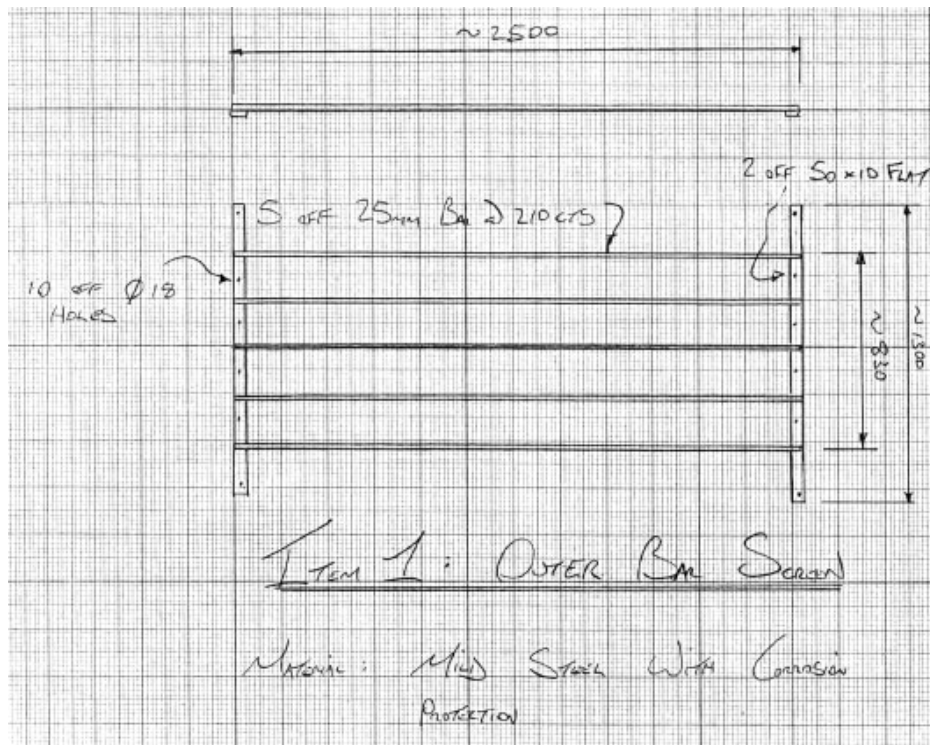 ~ 2500
2 OFF 50 x 10 FLAT
5 OFF 25mm BAR @ 210 CTS
10 OFF Ø18
HOLES
~ 830
~ 1300
ITEM 1: OUTER BAR SCREEN
MATERIAL: MILD STEEL WITH CORROSION
PROTECTION